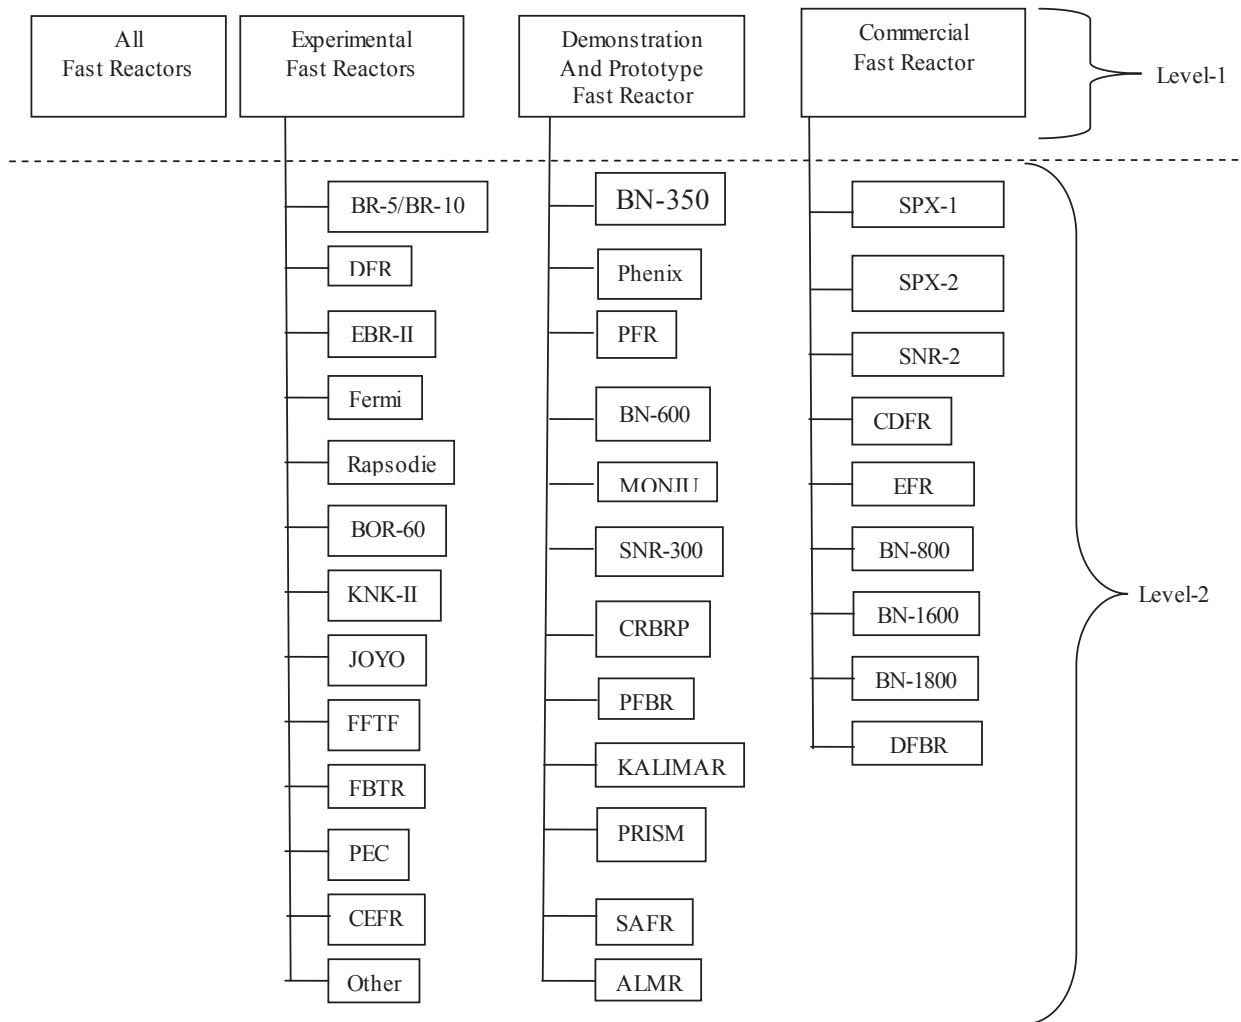 All
Fast Reactors
Experimental
Fast Reactors
Demonstration
And Prototype
Fast Reactor
Commercial
Fast Reactor
Level-1
BR-5/BR-10
DFR
EBR-II
Fermi
Rapsodie
BOR-60
KNK-II
JOYO
FFTF
FBTR
PEC
CEFR
Other
BN-350
Phenix
PFR
BN-600
MONJU
SNR-300
CRBRP
PFBR
KALIMAR
PRISM
SAFR
ALMR
SPX-1
SPX-2
SNR-2
CDFR
EFR
BN-800
BN-1600
BN-1800
DFBR
Level-2